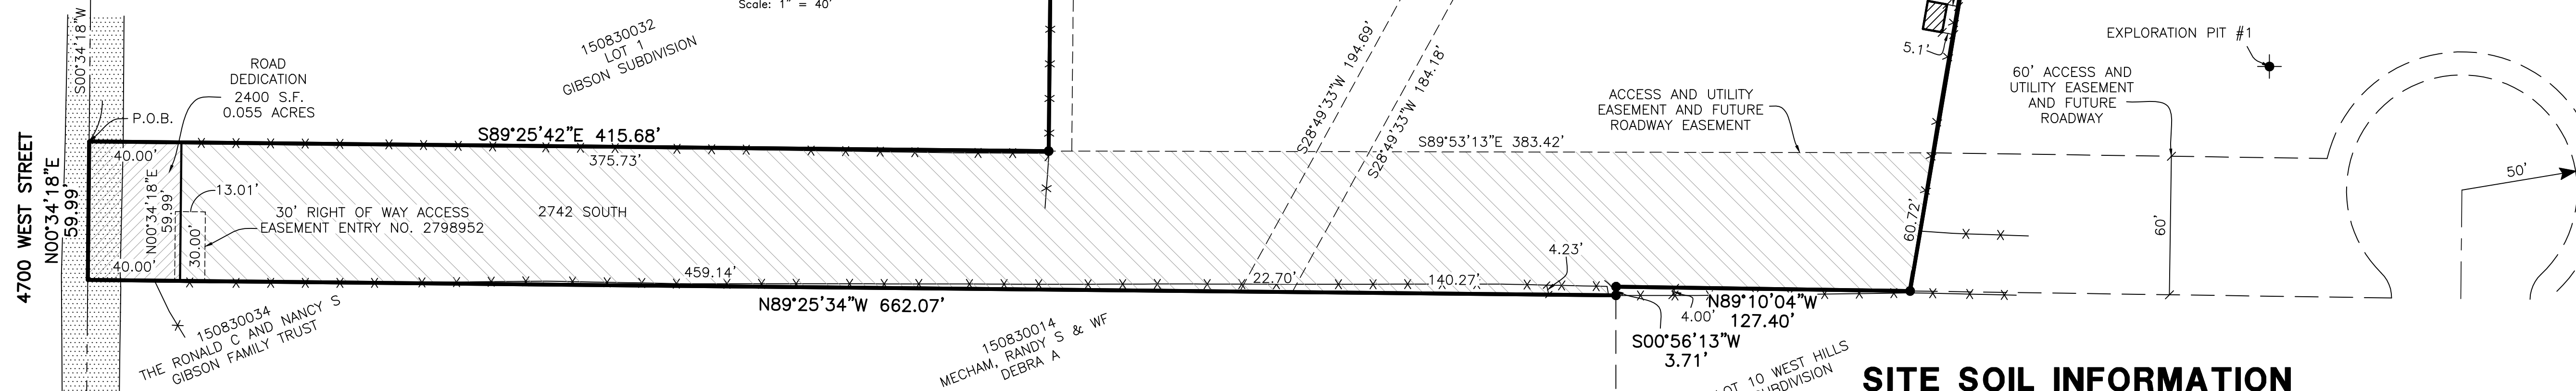 Scale: 1" = 40'
S00°34'18"W
150830032
LOT 1
GIBSON SUBDIVISION
ROAD
DEDICATION
2400 S.F.
0.055 ACRES
P.O.B.
4700 WEST STREET
N00°34'18"E
59.99'
40.00'
40.00'
N00°34'18"E
59.99'
13.01'
30.00'
30' RIGHT OF WAY ACCESS
EASEMENT ENTRY NO. 2798952
2742 SOUTH
S89°25'42"E 415.68'
375.73'
459.14'
N89°25'34"W 662.07'
22.70'
140.27'
4.23'
S28°49'33"W 194.69'
S28°49'33"W 184.18'
ACCESS AND UTILITY
EASEMENT AND FUTURE
ROADWAY EASEMENT
S89°53'13"E 383.42'
5.1'
60.72'
N89°10'04"W
127.40'
4.00'
S00°56'13"W
3.71'
150830034
THE RONALD C AND NANCY S
GIBSON FAMILY TRUST
150830014
MECHAM, RANDY S & WF
DEBRA A
LOT 10 WEST HILLS
SUBDIVISION
EXPLORATION PIT #1
60' ACCESS AND
UTILITY EASEMENT
AND FUTURE
ROADWAY
60'
50'
SITE SOIL INFORMATION